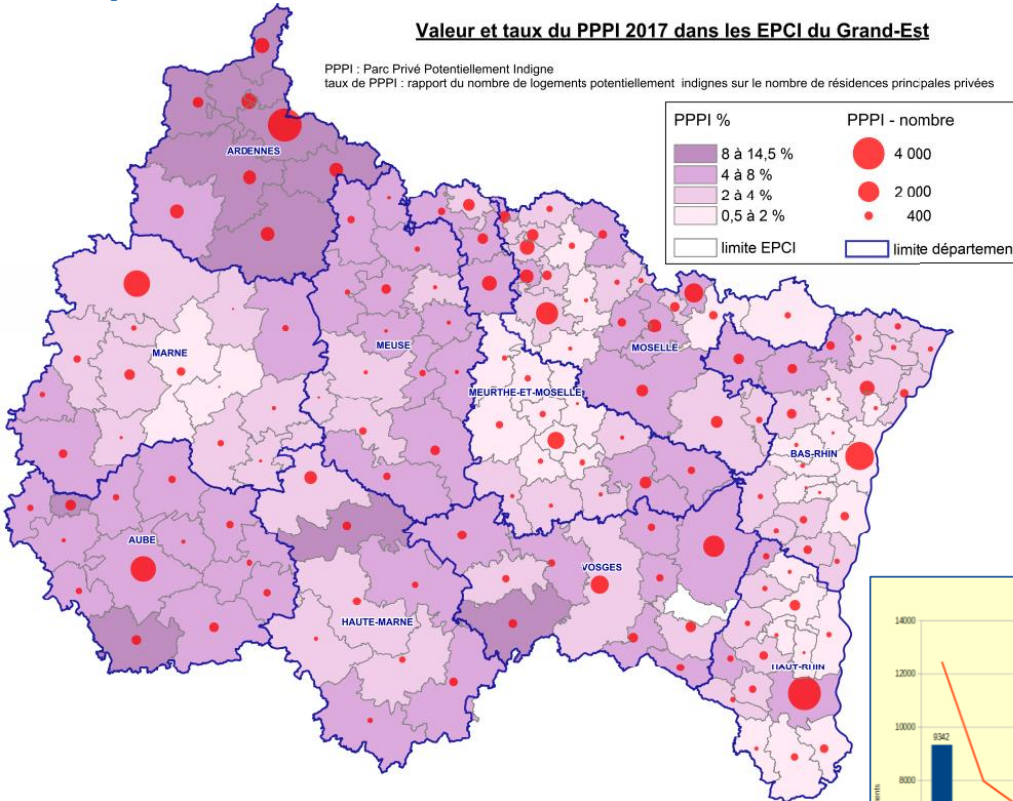 Valeur et taux du PPPI 2017 dans les EPCI du Grand-Est
PPPI : Parc Privé Potentiellement Indigne
taux de PPPI : rapport du nombre de logements potentiellement indignes sur le nombre de résidences principales privées
PPPI %
PPPI - nombre
8 à 14,5 %
4 000
4 à 8 %
2 à 4 %
2 000
0,5 à 2 %
400
limite EPCI
limite départemen
ARDENNES
MARNE
MEUSE
MOSELLE
MEURTHE-ET-MOSELLE
BAS-RHIN
AUBE
VOSGES
HAUTE-MARNE
HAUT-RHIN
14000
12000
10000
9342
8000